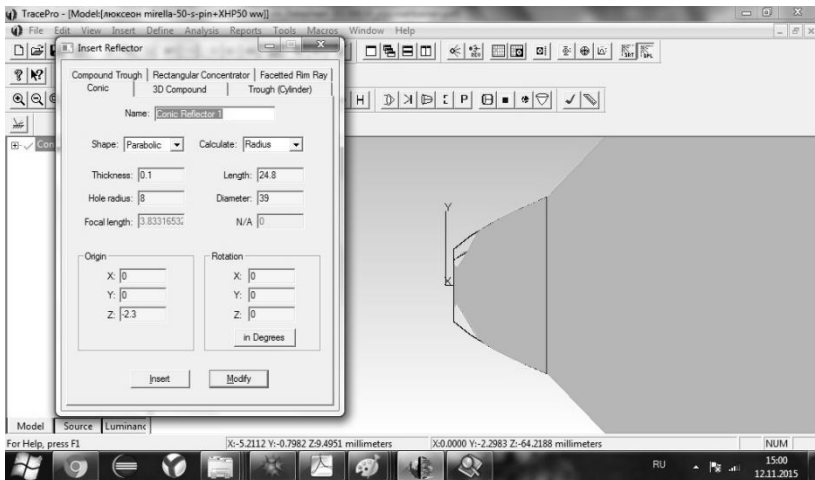 TracePro - [Model:[люксеон mirella-50-s-pin+XHP50 ww]]
File Edit View Insert Define Analysis Reports Tools Macros Window Help
Insert Reflector
Compound Trough Rectangular Concentrator Facetted Rim Ray
Conic 3D Compound Trough (Cylinder)
Name: Conic Reflector 1
Shape: Parabolic Calculate: Radius
Thickness: 0.1 Length: 24.8
Hole radius: 8 Diameter: 39
Focal length: 3.83316532 N/A 0
Origin Rotation
X: 0 X: 0
Y: 0 Y: 0
Z: -2.3 Z: 0
in Degrees
Insert Modify
Con
Y
X
Model Source Luminanc
For Help, press F1 X:-5.2112 Y:-0.7982 Z:9.4951 millimeters X:0.0000 Y:-2.2983 Z:-64.2188 millimeters NUM
RU 15:00
12.11.2015